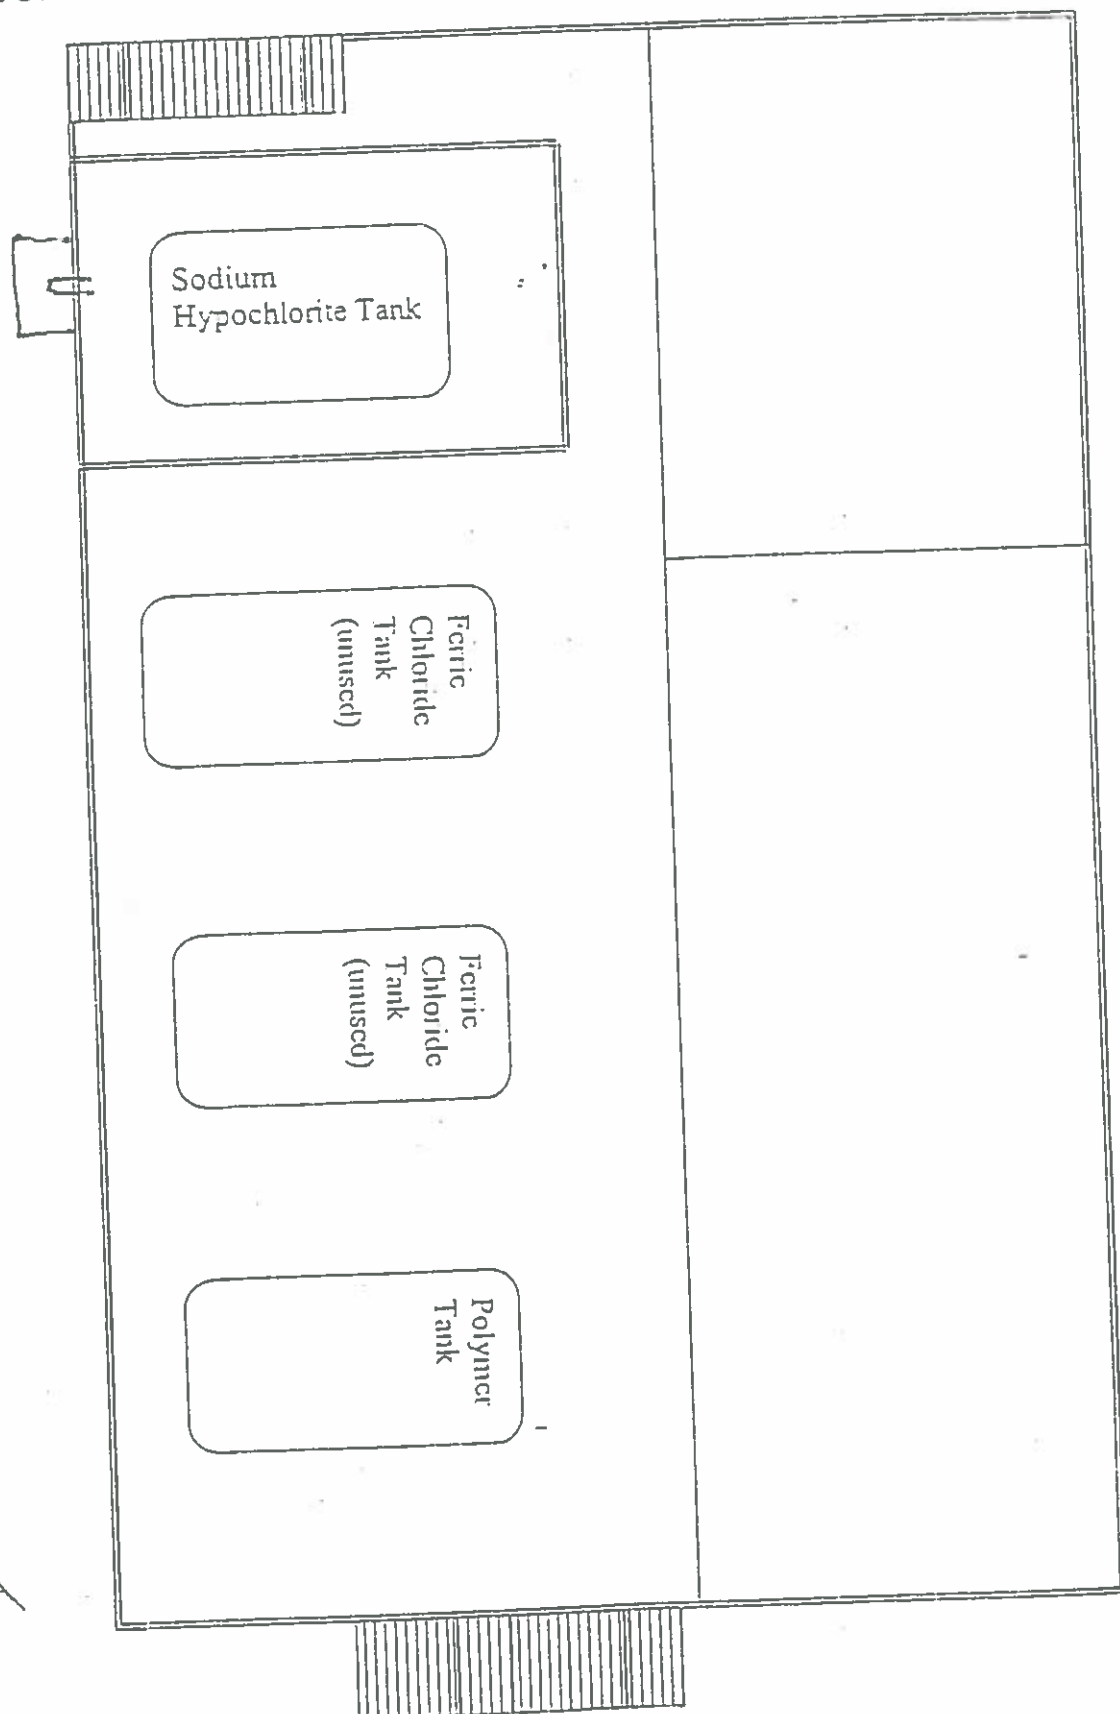 Sodium
Hypochlorite Tank
Ferric
Chloride
Tank
(unused)
Ferric
Chloride
Tank
(unused)
Polymer
Tank